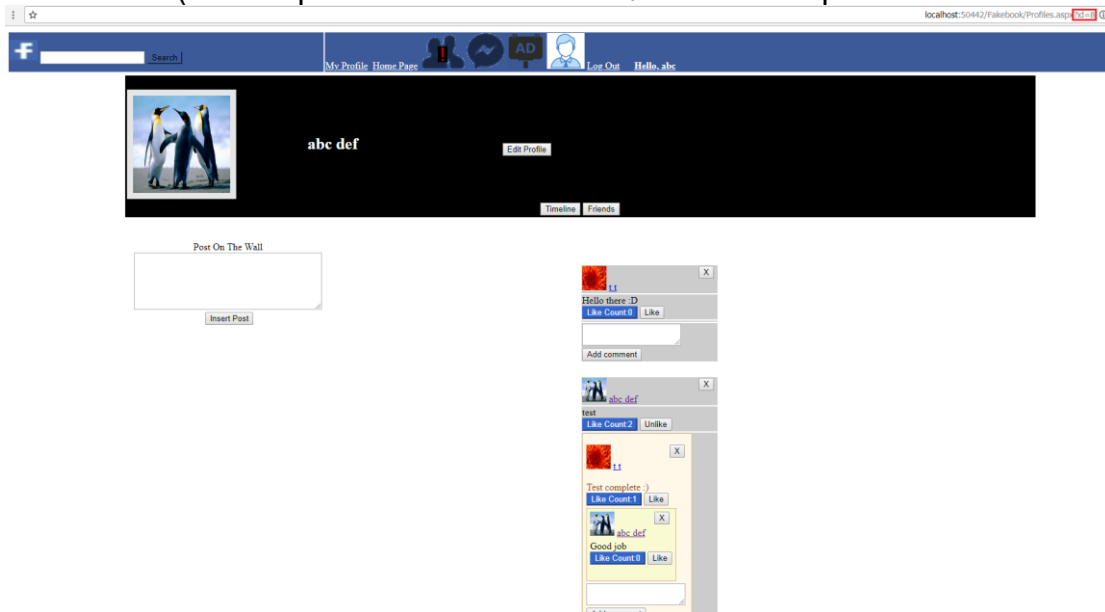 localhost:50442/Fakebook/Profiles.aspx?id=8
Search
My Profile Home Page AD Log Out Hello, abc
abc def
Edit Profile
Timeline Friends
Post On The Wall
Insert Post
X
t t
Hello there :D
Like Count:0 Like
Add comment
X
abc def
test
Like Count:2 Unlike
X
t t
Test complete :)
Like Count:1 Like
X
abc def
Good job
Like Count:0 Like